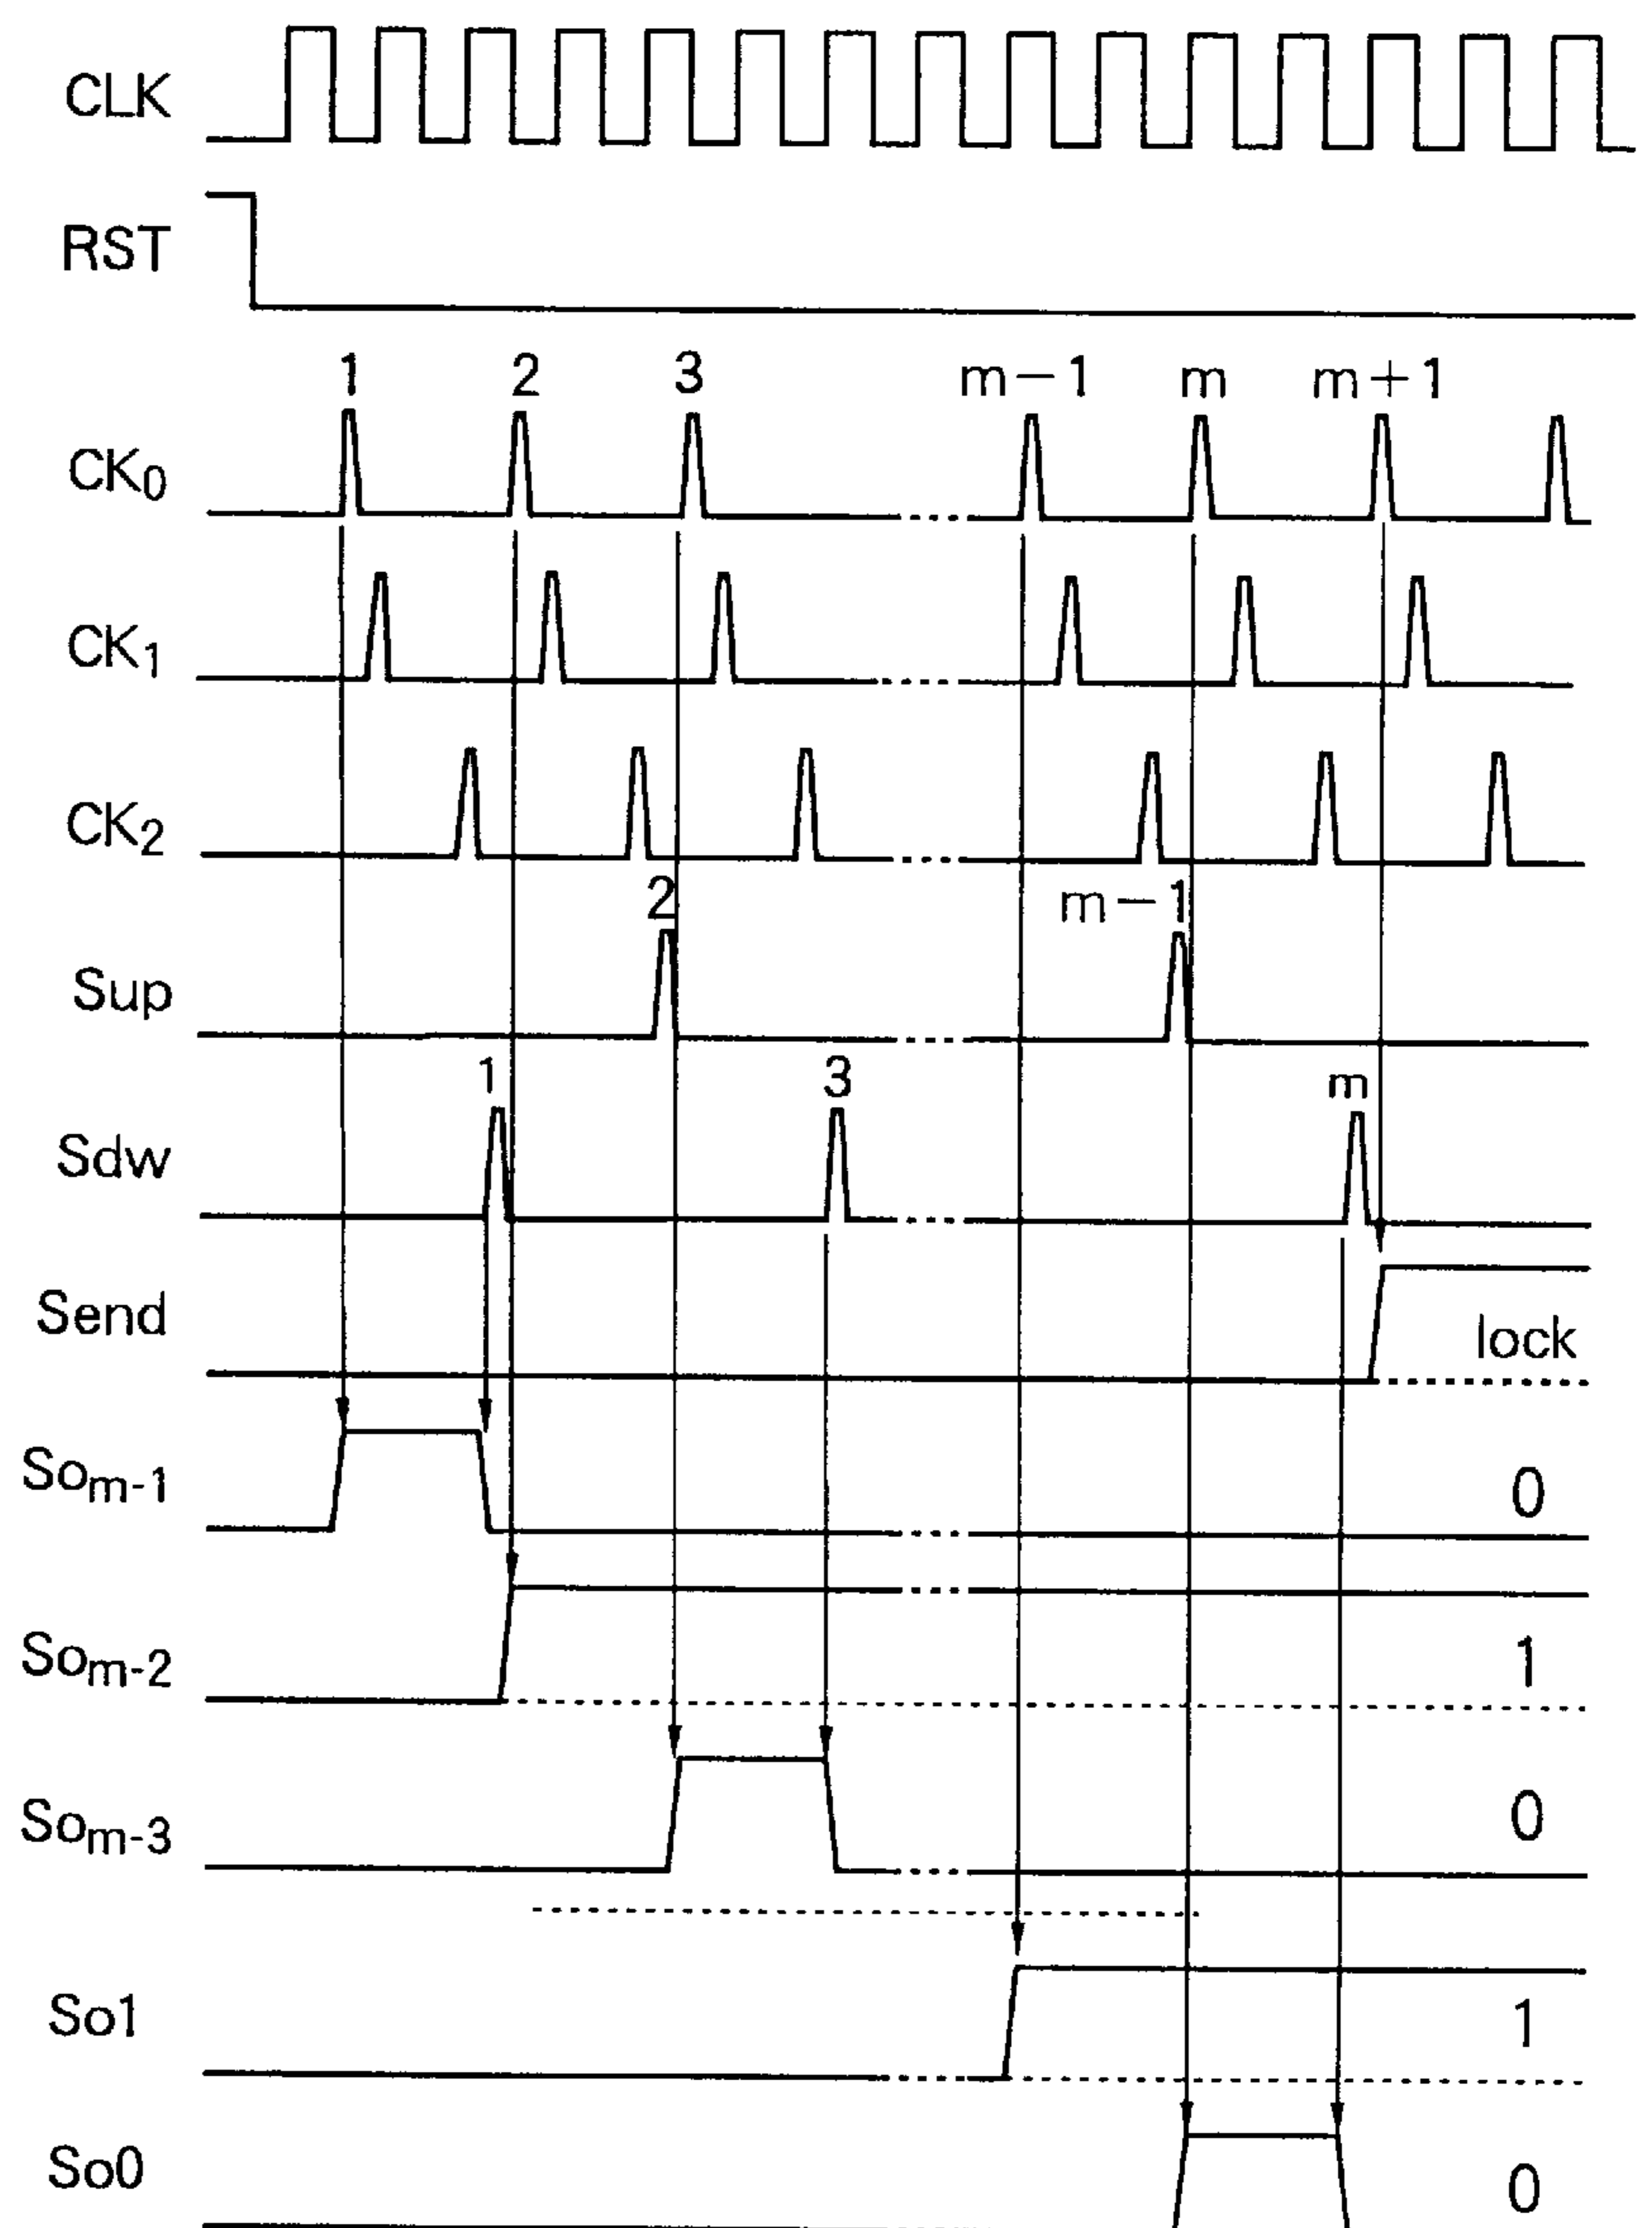 CLK
RST
1 2 3 m-1 m m+1
CK0
CK1
CK2
2 m-1
Sup
1 3 m
Sdw
Send lock
Som-1 0
Som-2 1
Som-3 0
So1 1
So0 0